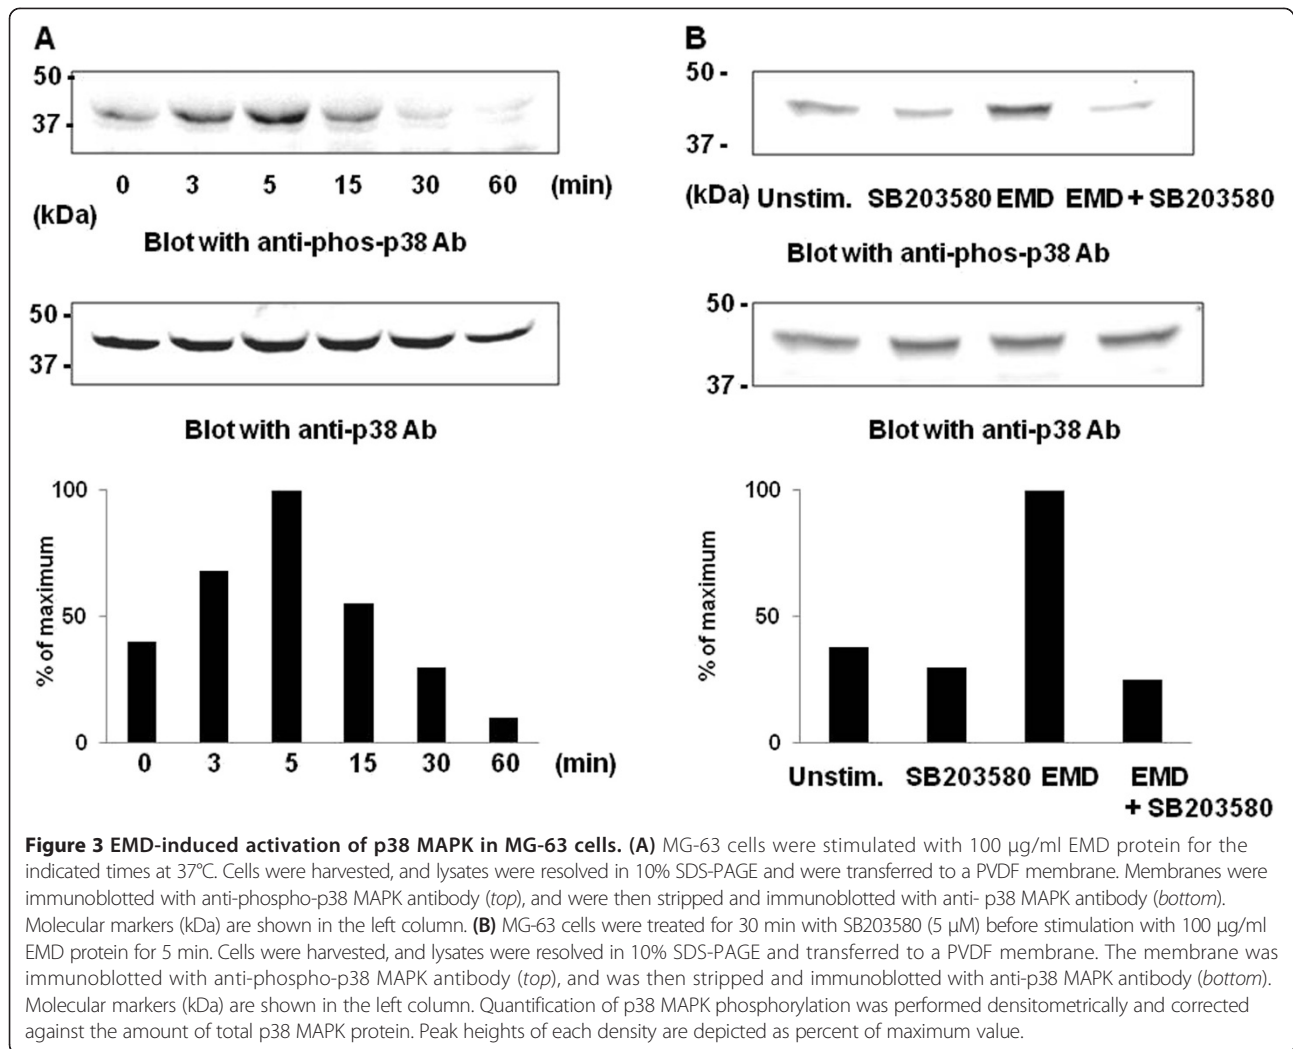 A
50 -
37 -
0 3 5 15 30 60 (min)
(kDa)
Blot with anti-phos-p38 Ab
50 -
37 -
Blot with anti-p38 Ab
100
50
0
% of maximum
0 3 5 15 30 60 (min)
B
50 -
37 -
(kDa) Unstim. SB203580 EMD EMD + SB203580
Blot with anti-phos-p38 Ab
50 -
37 -
Blot with anti-p38 Ab
100
50
0
% of maximum
Unstim. SB203580 EMD EMD
+ SB203580
Figure 3 EMD-induced activation of p38 MAPK in MG-63 cells. (A) MG-63 cells were stimulated with 100 μg/ml EMD protein for the
indicated times at 37°C. Cells were harvested, and lysates were resolved in 10% SDS-PAGE and were transferred to a PVDF membrane. Membranes were
immunoblotted with anti-phospho-p38 MAPK antibody (top), and were then stripped and immunoblotted with anti- p38 MAPK antibody (bottom).
Molecular markers (kDa) are shown in the left column. (B) MG-63 cells were treated for 30 min with SB203580 (5 μM) before stimulation with 100 μg/ml
EMD protein for 5 min. Cells were harvested, and lysates were resolved in 10% SDS-PAGE and transferred to a PVDF membrane. The membrane was
immunoblotted with anti-phospho-p38 MAPK antibody (top), and was then stripped and immunoblotted with anti-p38 MAPK antibody (bottom).
Molecular markers (kDa) are shown in the left column. Quantification of p38 MAPK phosphorylation was performed densitometrically and corrected
against the amount of total p38 MAPK protein. Peak heights of each density are depicted as percent of maximum value.